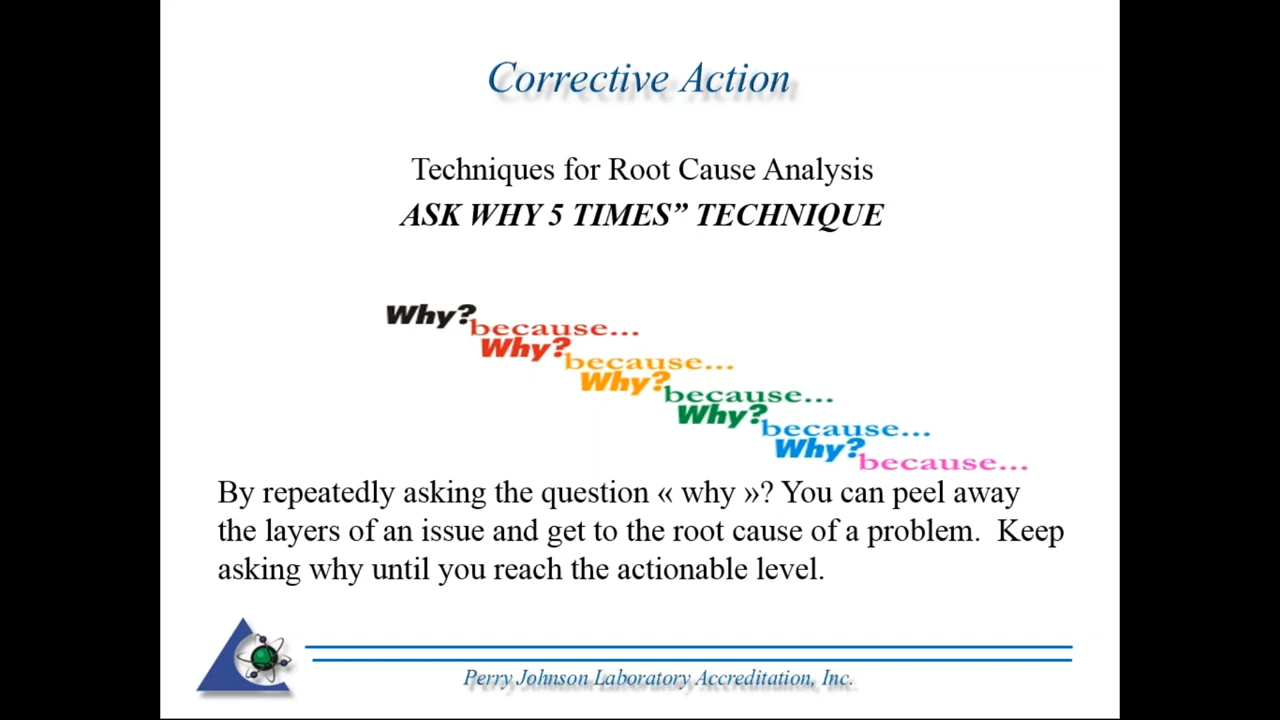 Corrective Action
Techniques for Root Cause Analysis
ASK WHY 5 TIMES” TECHNIQUE
Why?
because...
Why?
because...
Why?
because...
Why?
because...
Why?
because...
By repeatedly asking the question « why »? You can peel away
the layers of an issue and get to the root cause of a problem.  Keep
asking why until you reach the actionable level.
Perry Johnson Laboratory Accreditation, Inc.